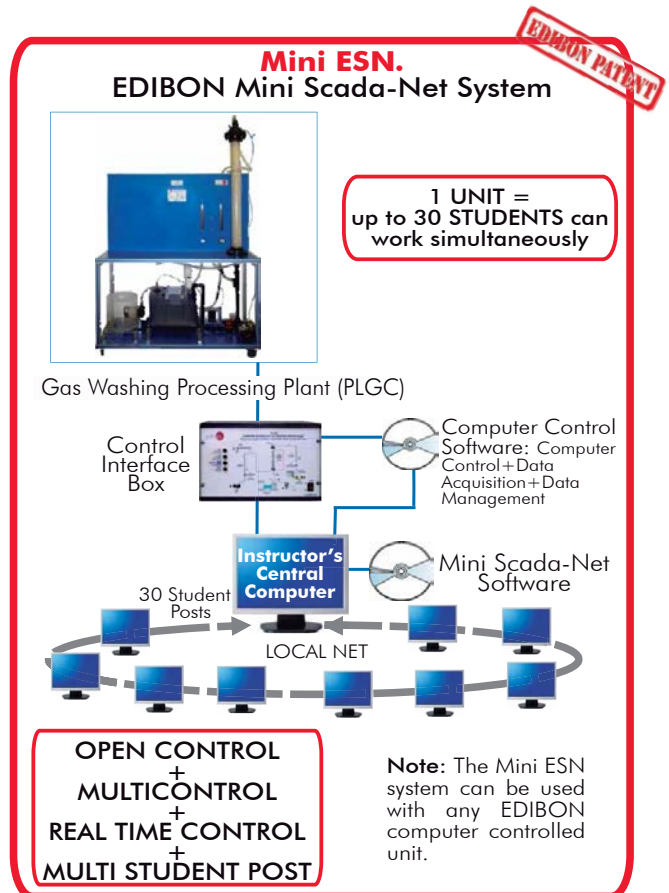 EDIBON PATENT
Mini ESN.
EDIBON Mini Scada-Net System
1 UNIT =
up to 30 STUDENTS can
work simultaneously
Gas Washing Processing Plant (PLGC)
Control
Interface
Box
Computer Control
Software: Computer
Control+Data
Acquisition+Data
Management
Instructor's
Central
Computer
Mini Scada-Net
Software
30 Student
Posts
LOCAL NET
OPEN CONTROL
+
MULTICONTROL
+
REAL TIME CONTROL
+
MULTI STUDENT POST
Note: The Mini ESN
system can be used
with any EDIBON
computer controlled
unit.